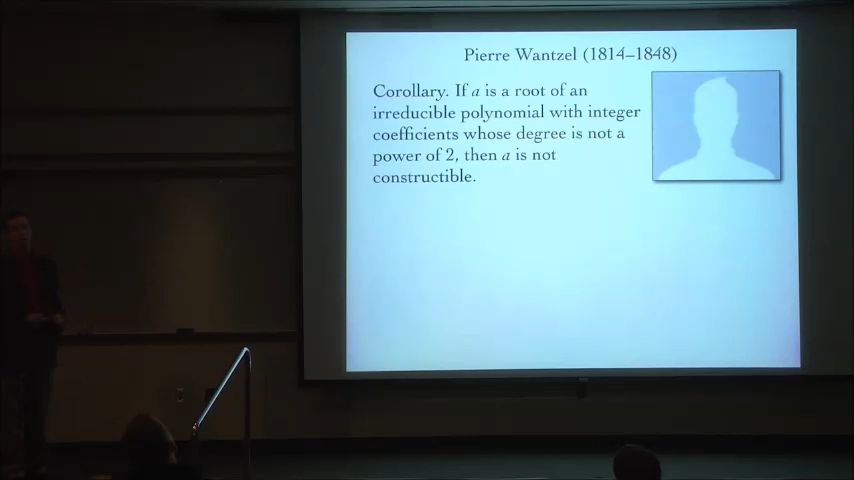 Pierre Wantzel (1814–1848)
Corollary. If a is a root of an
irreducible polynomial with integer
coefficients whose degree is not a
power of 2, then a is not
constructible.